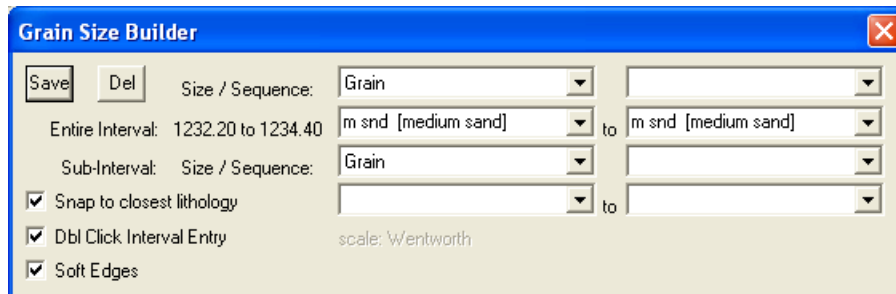 Grain Size Builder
Save Del Size / Sequence: Grain
Entire Interval: 1232.20 to 1234.40 m snd [medium sand] to m snd [medium sand]
Sub-Interval: Size / Sequence: Grain
Snap to closest lithology to
Dbl Click Interval Entry scale: Wentworth
Soft Edges